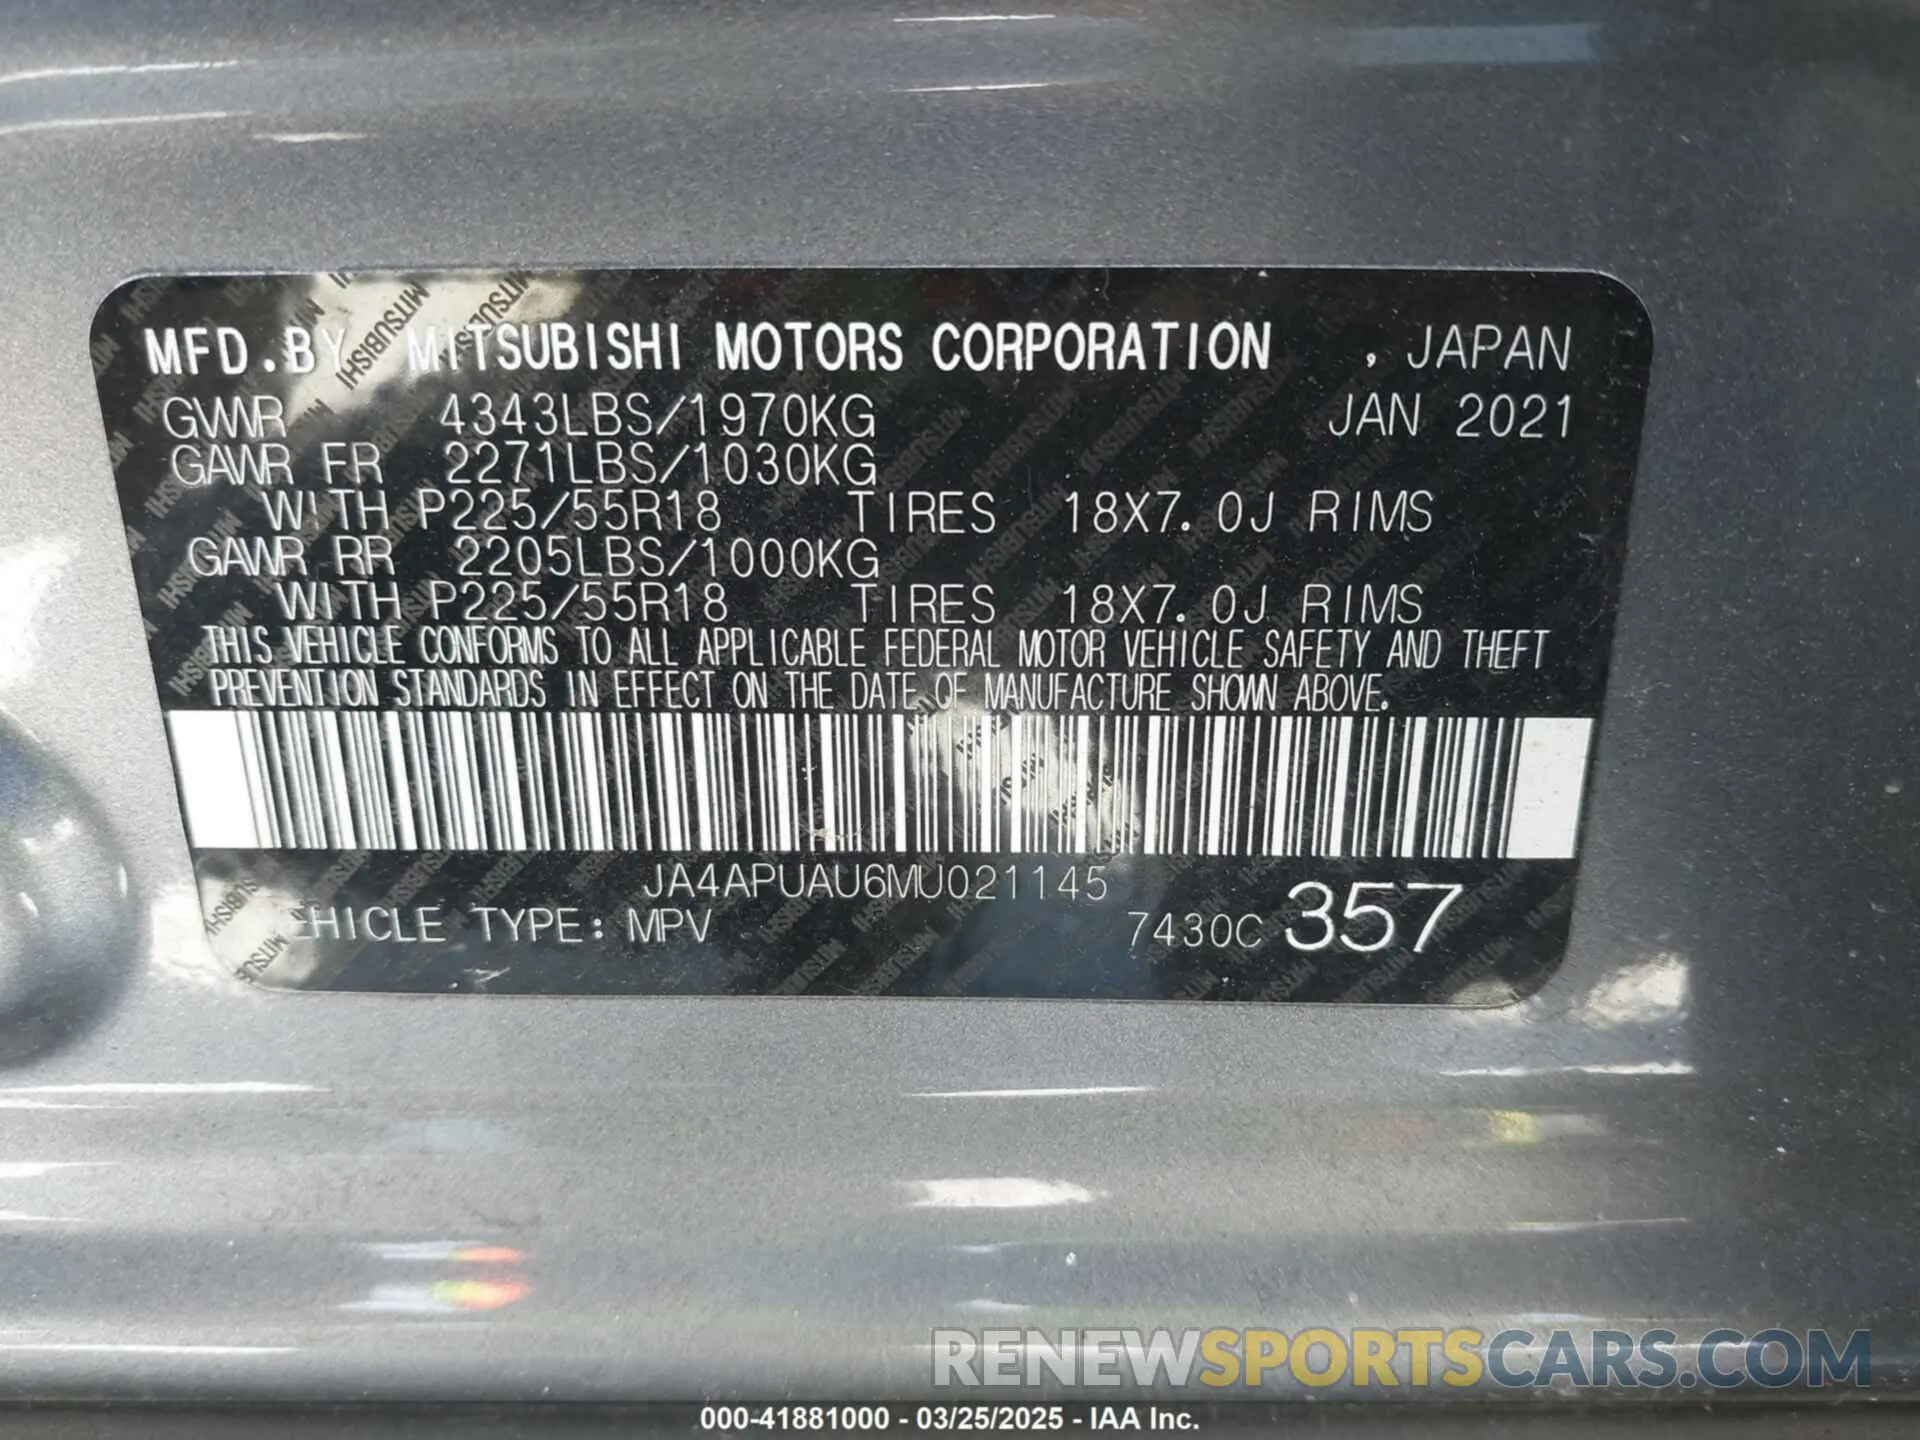 MFD.BY MITSUBISHI MOTORS CORPORATION , JAPAN
GVWR 4343LBS/1970KG JAN 2021
GAWR FR 2271LBS/1030KG
WITH P225/55R18 TIRES 18X7.0J RIMS
GAWR RR 2205LBS/1000KG
WITH P225/55R18 TIRES 18X7.0J RIMS
THIS VEHICLE CONFORMS TO ALL APPLICABLE FEDERAL MOTOR VEHICLE SAFETY AND THEFT
PREVENTION STANDARDS IN EFFECT ON THE DATE OF MANUFACTURE SHOWN ABOVE.
JA4APUAU6MU021145
VEHICLE TYPE: MPV 7430C 357
RENEWSPORTSCARS.COM
000-41881000 - 03/25/2025 - IAA Inc.